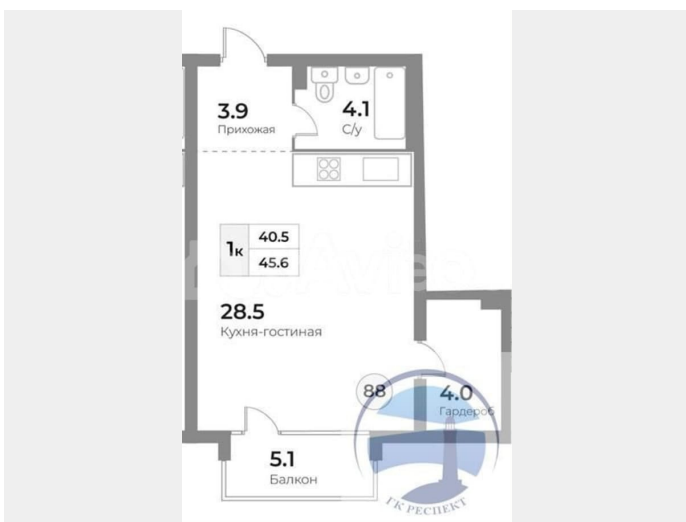 3.9
Прихожая
4.1
С/у
1к
40.5
45.6
Avito
28.5
Кухня-гостиная
88
4.0
Гардероб
5.1
Балкон
ГК РЕСПЕКТ